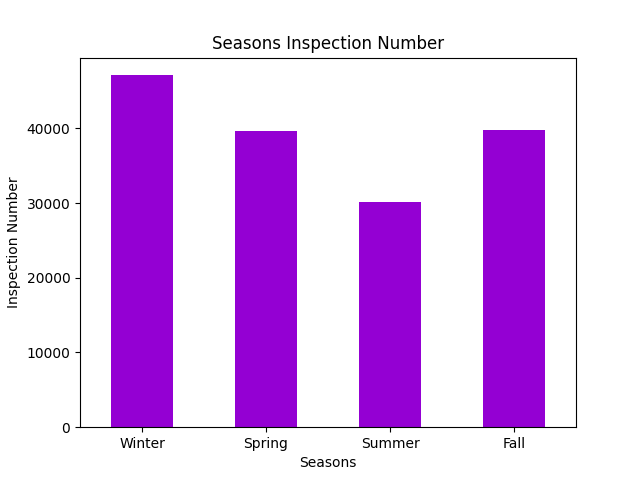 Seasons Inspection Number
Inspection Number
40000
30000
20000
10000
0
Winter Spring Summer Fall
Seasons